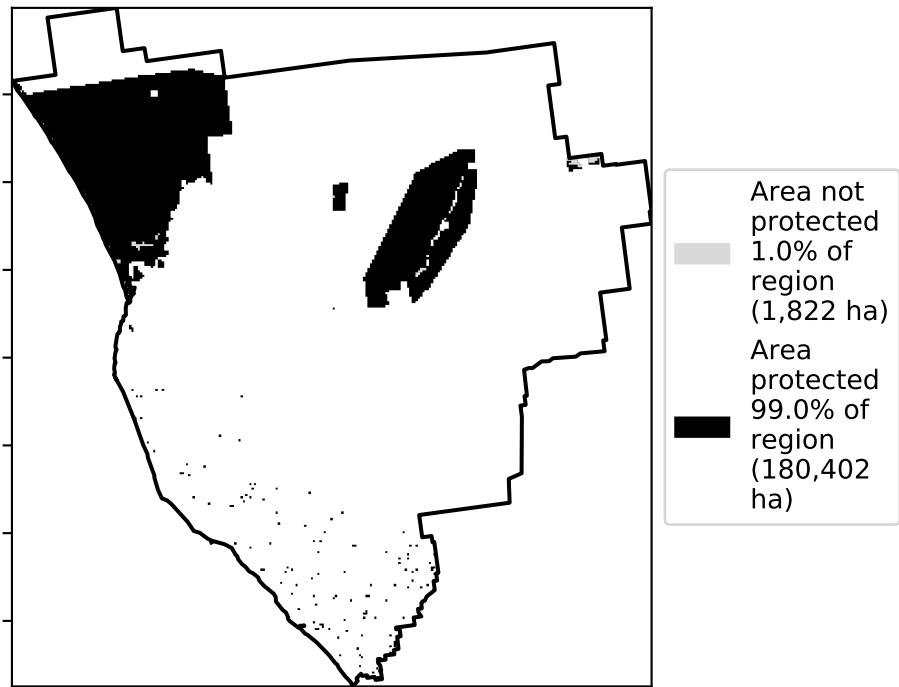 Area not
protected
1.0% of
region
(1,822 ha)
Area
protected
99.0% of
region
(180,402
ha)